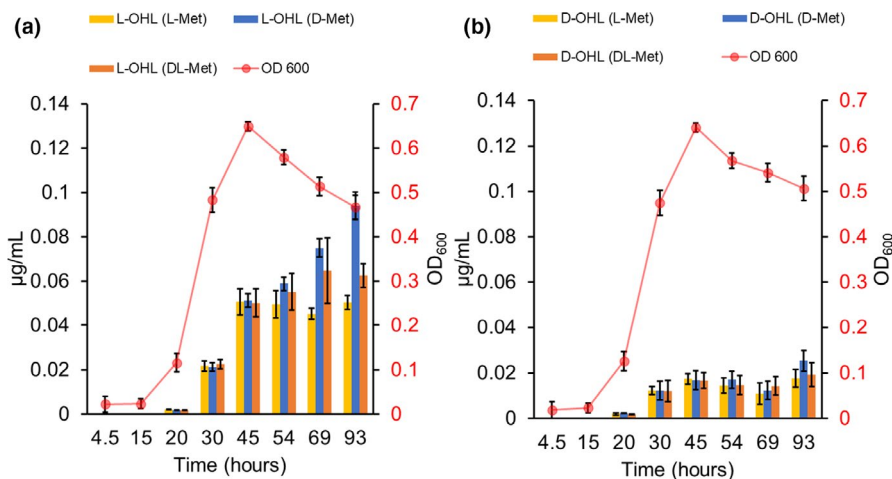 (a)
L-OHL (L-Met) L-OHL (D-Met)
L-OHL (DL-Met) OD 600
0.14 0.7
0.12 0.6
0.1 0.5
0.08 0.4
0.06 0.3
0.04 0.2
0.02 0.1
0 0
µg/mL
OD600
4.5 15 20 30 45 54 69 93
Time (hours)
(b)
D-OHL (L-Met) D-OHL (D-Met)
D-OHL (DL-Met) OD 600
0.14 0.7
0.12 0.6
0.1 0.5
0.08 0.4
0.06 0.3
0.04 0.2
0.02 0.1
0 0
µg/mL
OD600
4.5 15 20 30 45 54 69 93
Time (hours)